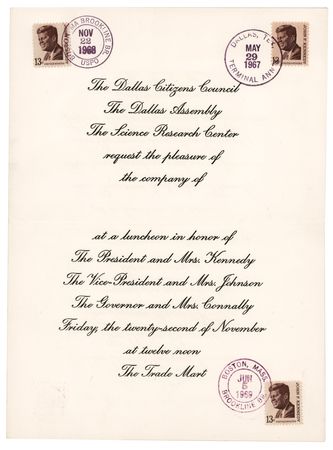 13¢
NOV
22
1968
USPO
DALLAS, TEX.
MAY
29
1967
TERMINAL ANN
13¢
The Dallas Citizens Council
The Dallas Assembly
The Science Research Center
request the pleasure of
the company of
at a luncheon in honor of
The President and Mrs. Kennedy
The Vice-President and Mrs. Johnson
The Governor and Mrs. Connally
Friday, the twenty-second of November
at twelve noon
The Trade Mart
BOSTON, MASS.
JUN
5
1969
BROOKLINE BR.
13¢
JOHN F. KENNEDY